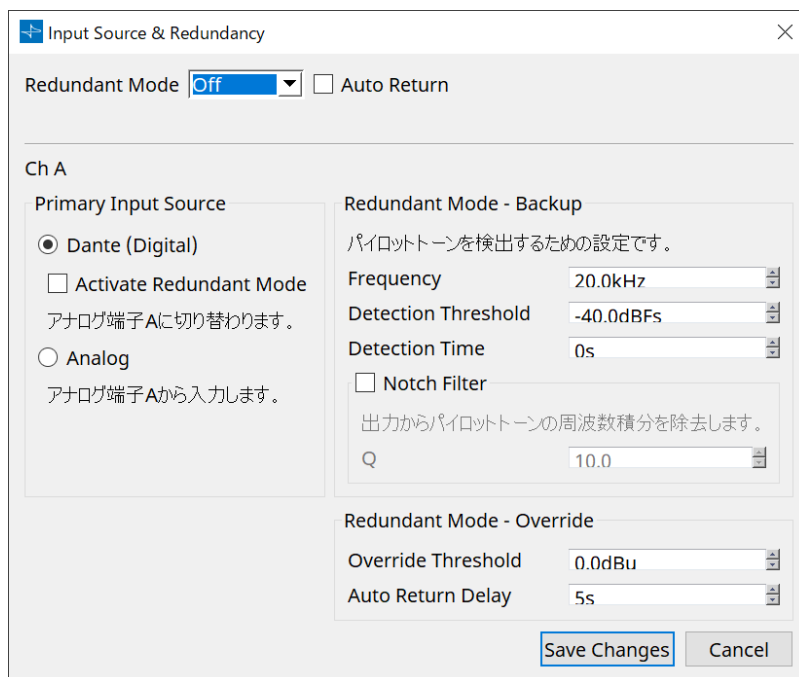 Input Source & Redundancy
Redundant Mode Off Auto Return
Ch A
Primary Input Source
Dante (Digital)
Activate Redundant Mode
アナログ端子Aに切り替わります。
Analog
アナログ端子Aから入力します。
Redundant Mode - Backup
パイロットトーンを検出するための設定です。
Frequency 20.0kHz
Detection Threshold -40.0dBFs
Detection Time 0s
Notch Filter
出力からパイロットトーンの周波数積分を除去します。
Q 10.0
Redundant Mode - Override
Override Threshold 0.0dBu
Auto Return Delay 5s
Save Changes Cancel